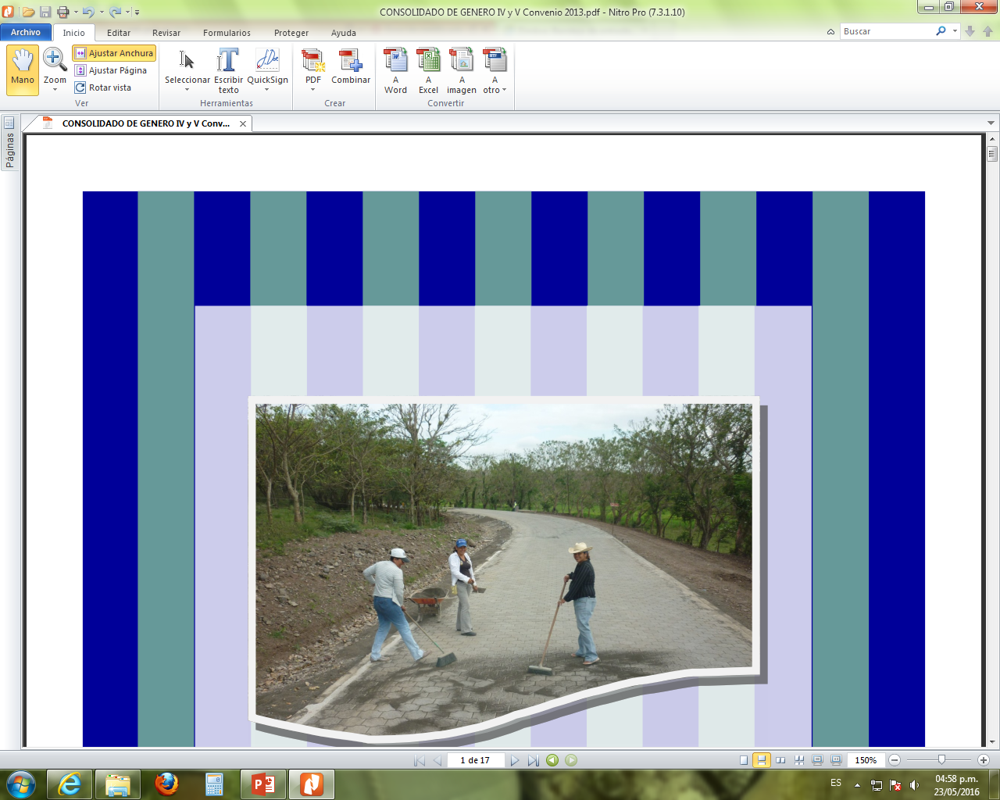 CONSOLIDADO DE GENERO IV y V Convenio 2013.pdf - Nitro Pro (7.3.1.10)
Archivo Inicio Editar Revisar Formularios Proteger Ayuda Buscar
Mano Zoom Ajustar Anchura
Ajustar Página
Rotar vista
Seleccionar Escribir texto QuickSign PDF Combinar A Word A Excel A imagen A otro
Ver Herramientas Crear Convertir
CONSOLIDADO DE GENERO IV y V Conv...
Páginas
1 de 17 150%
ES 04:58 p.m.
23/05/2016